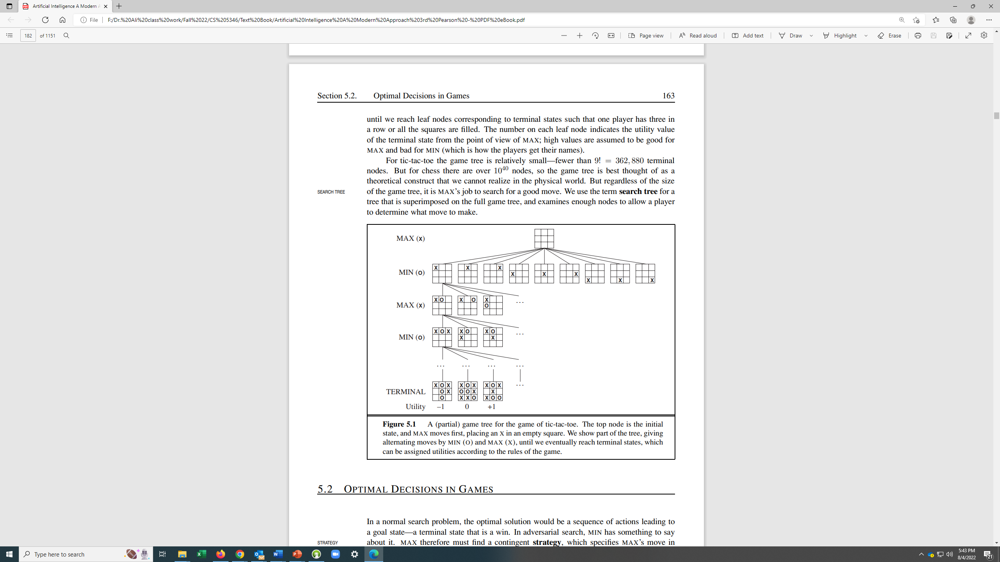 Artificial Intelligence A Modern A
File
F:/Dr.%20Ali%20class%20work/Fall%2022/CS%205346/Text%20Book/Artificial%20Intelligence%20A%20Modern%20Approach%203rd%20Pearson%20-%20PDF%20eBook.pdf
182 of 1151
Page view
Read aloud
Add text
Draw
Highlight
Erase
Section 5.2. Optimal Decisions in Games 163
until we reach leaf nodes corresponding to terminal states such that one player has three in
a row or all the squares are filled. The number on each leaf node indicates the utility value
of the terminal state from the point of view of MAX; high values are assumed to be good for
MAX and bad for MIN (which is how the players get their names).
For tic-tac-toe the game tree is relatively small—fewer than 9! = 362,880 terminal
nodes. But for chess there are over 10^40 nodes, so the game tree is best thought of as a
theoretical construct that we cannot realize in the physical world. But regardless of the size
SEARCH TREE
of the game tree, it is MAX’s job to search for a good move. We use the term search tree for a
tree that is superimposed on the full game tree, and examines enough nodes to allow a player
to determine what move to make.
MAX (X)
MIN (O)
X X X X X X X X X
MAX (X)
X O X O X ...
O
MIN (O)
X O X X O X O ...
X X
... ... ... ...
TERMINAL
X O X X O X X O X ...
O X O O X X
O X X O X O O
Utility –1 0 +1
Figure 5.1 A (partial) game tree for the game of tic-tac-toe. The top node is the initial
state, and MAX moves first, placing an X in an empty square. We show part of the tree, giving
alternating moves by MIN (O) and MAX (X), until we eventually reach terminal states, which
can be assigned utilities according to the rules of the game.
5.2 OPTIMAL DECISIONS IN GAMES
In a normal search problem, the optimal solution would be a sequence of actions leading to
a goal state—a terminal state that is a win. In adversarial search, MIN has something to say
STRATEGY
about it. MAX therefore must find a contingent strategy, which specifies MAX’s move in
Type here to search
5:43 PM
8/4/2022
21